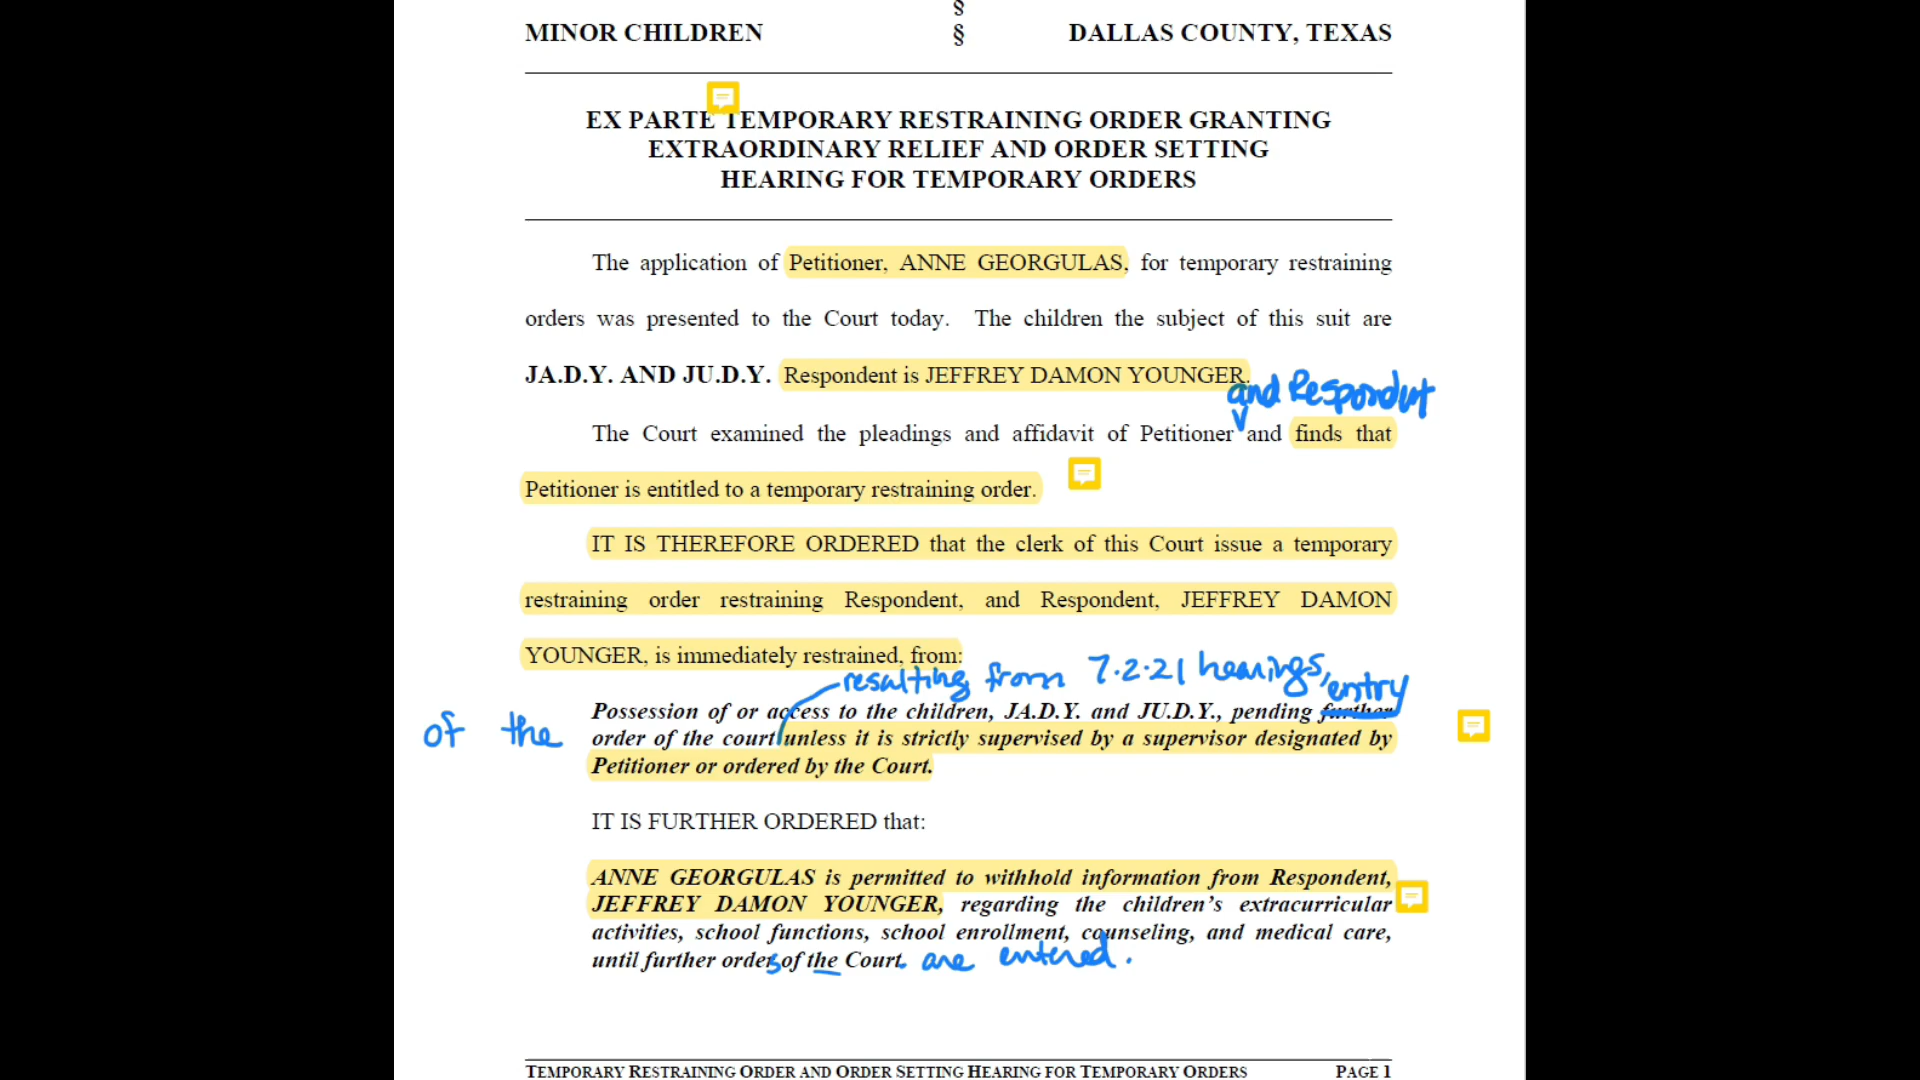 §
MINOR CHILDREN § DALLAS COUNTY, TEXAS
EX PARTE TEMPORARY RESTRAINING ORDER GRANTING
EXTRAORDINARY RELIEF AND ORDER SETTING
HEARING FOR TEMPORARY ORDERS
The application of Petitioner, ANNE GEORGULAS, for temporary restraining
orders was presented to the Court today. The children the subject of this suit are
JA.D.Y. AND JU.D.Y. Respondent is JEFFREY DAMON YOUNGER.
and Respondent
The Court examined the pleadings and affidavit of Petitioner and finds that
Petitioner is entitled to a temporary restraining order.
IT IS THEREFORE ORDERED that the clerk of this Court issue a temporary
restraining order restraining Respondent, and Respondent, JEFFREY DAMON
YOUNGER, is immediately restrained, from:
resulting from 7.2.21 hearings, entry
Possession of or access to the children, JA.D.Y. and JU.D.Y., pending further
of the order of the court unless it is strictly supervised by a supervisor designated by
Petitioner or ordered by the Court.
IT IS FURTHER ORDERED that:
ANNE GEORGULAS is permitted to withhold information from Respondent,
JEFFREY DAMON YOUNGER, regarding the children's extracurricular
activities, school functions, school enrollment, counseling, and medical care,
until further orders of the Court. are entered.
TEMPORARY RESTRAINING ORDER AND ORDER SETTING HEARING FOR TEMPORARY ORDERS PAGE 1